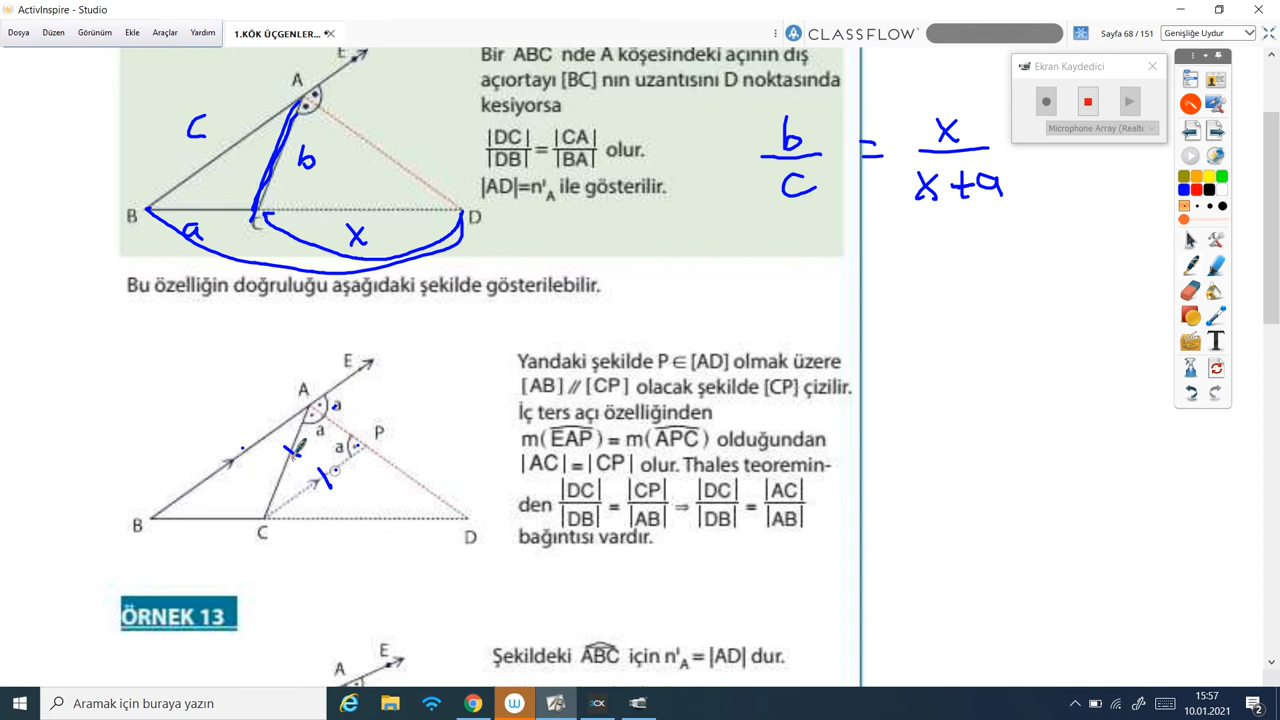 ActivInspire - Studio
Dosya Düzen Görünüm Ekle Araçlar Yardım
1.KÖK ÜÇGENLER...
CLASSFLOW
Sayfa 68 / 151
Genişliğe Uydur
Ekran Kaydedici
Microphone Array (Realte
E
A
c
b
B
a
C
x
D
Bir ABC nde A köşesindeki açının dış
açıortayı [BC] nın uzantısını D noktasında
kesiyorsa
|DC|/|DB| = |CA|/|BA| olur.
|AD|=n'A ile gösterilir.
b/c = x/x+a
Bu özelliğin doğruluğu aşağıdaki şekilde gösterilebilir.
E
A
a
a
P
a
B
C
D
Yandaki şekilde P ∈ [AD] olmak üzere
[AB] // [CP] olacak şekilde [CP] çizilir.
İç ters açı özelliğinden
m(EAP) = m(APC) olduğundan
|AC|=|CP| olur. Thales teoremin-
den |DC|/|DB| = |CP|/|AB| ⇒ |DC|/|DB| = |AC|/|AB|
bağıntısı vardır.
ÖRNEK 13
E
A
Şekildeki ABC için n'A = |AD| dur.
Aramak için buraya yazın
15:57
10.01.2021
2